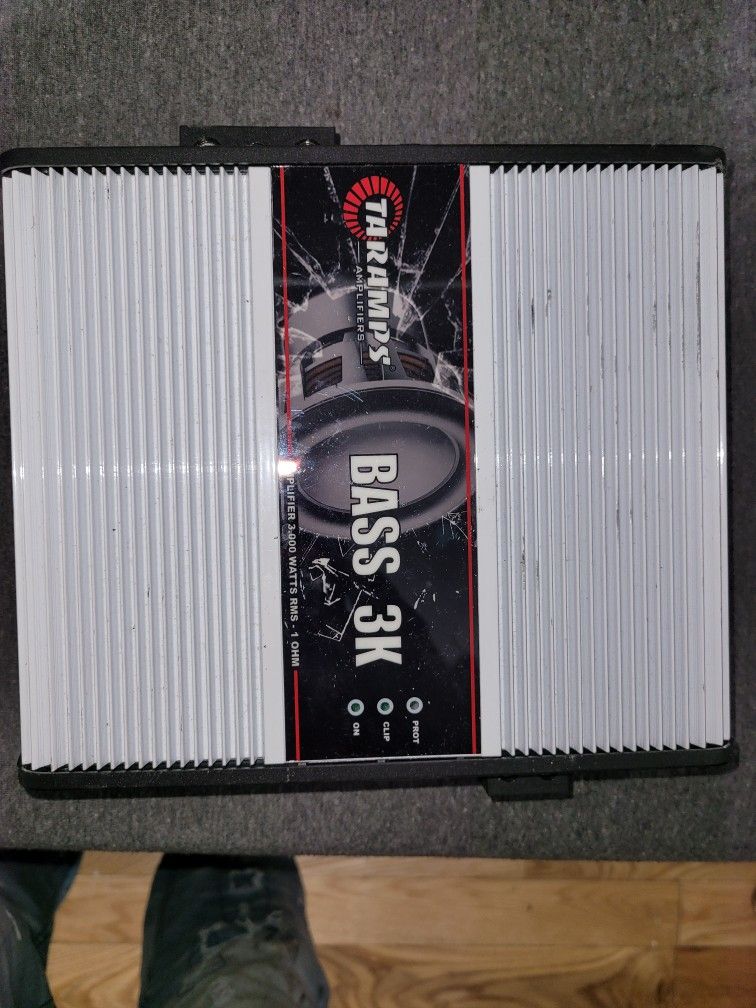 TARAMPS®
AMPLIFIERS
BASS 3K
3.000 WATTS RMS - 1 OHM
PROT
CLIP
ON